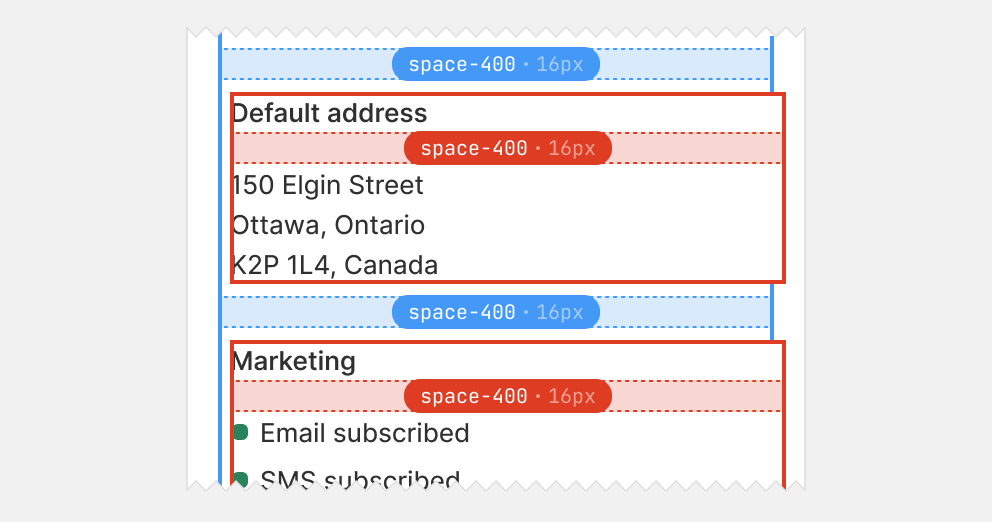 space-400 · 16px
Default address
space-400 · 16px
150 Elgin Street
Ottawa, Ontario
K2P 1L4, Canada
space-400 · 16px
Marketing
space-400 · 16px
Email subscribed
SMS subscribed